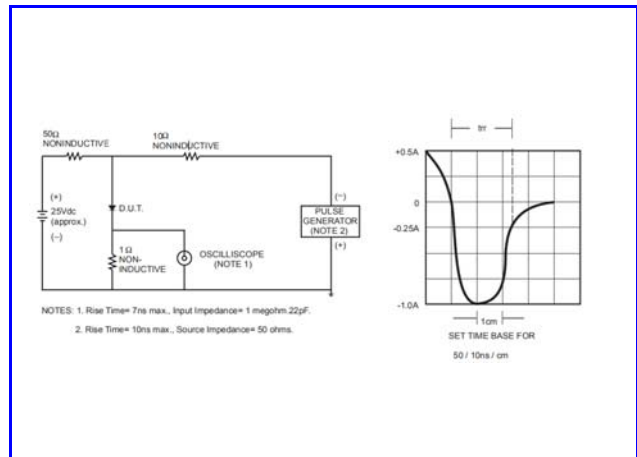 50Ω
NONINDUCTIVE
10Ω
NONINDUCTIVE
(+)
25Vdc
(approx.)
(−)
D.U.T.
1Ω
NON-
INDUCTIVE
OSCILLISCOPE
(NOTE 1)
(−)
PULSE
GENERATOR
(NOTE 2)
(+)
NOTES: 1. Rise Time= 7ns max., Input Impedance= 1 megohm.22pF.
2. Rise Time= 10ns max., Source Impedance= 50 ohms.
trr
+0.5A
0
-0.25A
-1.0A
1cm
SET TIME BASE FOR
50 / 10ns / cm